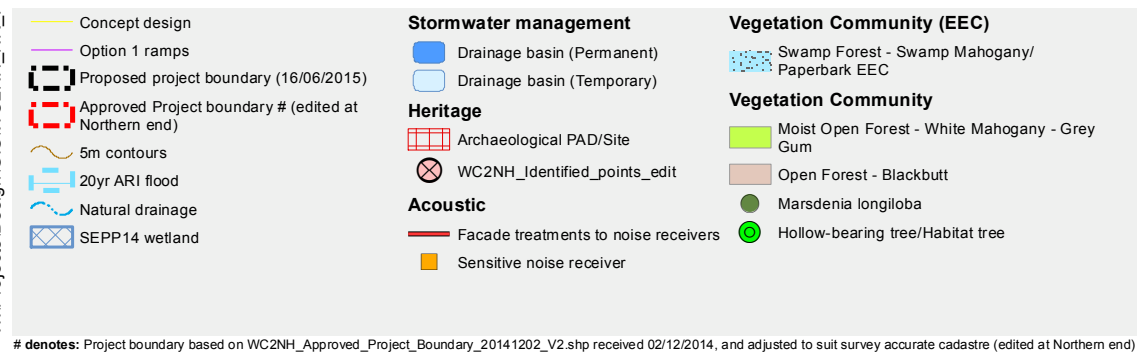 Concept design
Option 1 ramps
Proposed project boundary (16/06/2015)
Approved Project boundary # (edited at
Northern end)
5m contours
20yr ARI flood
Natural drainage
SEPP14 wetland
Stormwater management
Drainage basin (Permanent)
Drainage basin (Temporary)
Heritage
Archaeological PAD/Site
WC2NH_Identified_points_edit
Acoustic
Facade treatments to noise receivers
Sensitive noise receiver
Vegetation Community (EEC)
Swamp Forest - Swamp Mahogany/
Paperbark EEC
Vegetation Community
Moist Open Forest - White Mahogany - Grey
Gum
Open Forest - Blackbutt
Marsdenia longiloba
Hollow-bearing tree/Habitat tree
# denotes: Project boundary based on WC2NH_Approved_Project_Boundary_20141202_V2.shp received 02/12/2014, and adjusted to suit survey accurate cadastre (edited at Northern end)